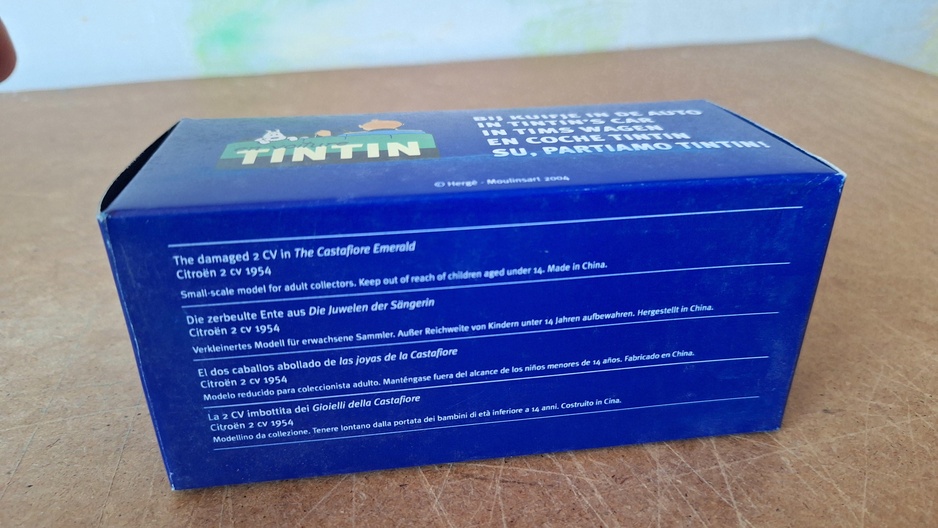 TINTIN
BIJ KUIFJE IN DE AUTO
IN TINTIN'S CAR
IN TIMS WAGEN
EN COCHE TINTIN
SU, PARTIAMO TINTIN!
© Hergé - Moulinsart 2004
The damaged 2 CV in The Castafiore Emerald
Citroën 2 CV 1954
Small-scale model for adult collectors. Keep out of reach of children aged under 14. Made in China.
Die zerbeulte Ente aus Die Juwelen der Sängerin
Citroën 2 CV 1954
Verkleinertes Modell für erwachsene Sammler. Außer Reichweite von Kindern unter 14 Jahren aufbewahren. Hergestellt in China.
El dos caballos abollado de las joyas de la Castafiore
Citroën 2 CV 1954
Modelo reducido para coleccionista adulto. Manténgase fuera del alcance de los niños menores de 14 años. Fabricado en China.
La 2 CV imbottita dei Gioielli della Castafiore
Citroën 2 CV 1954
Modellino da collezione. Tenere lontano dalla portata dei bambini di età inferiore a 14 anni. Costruito in Cina.